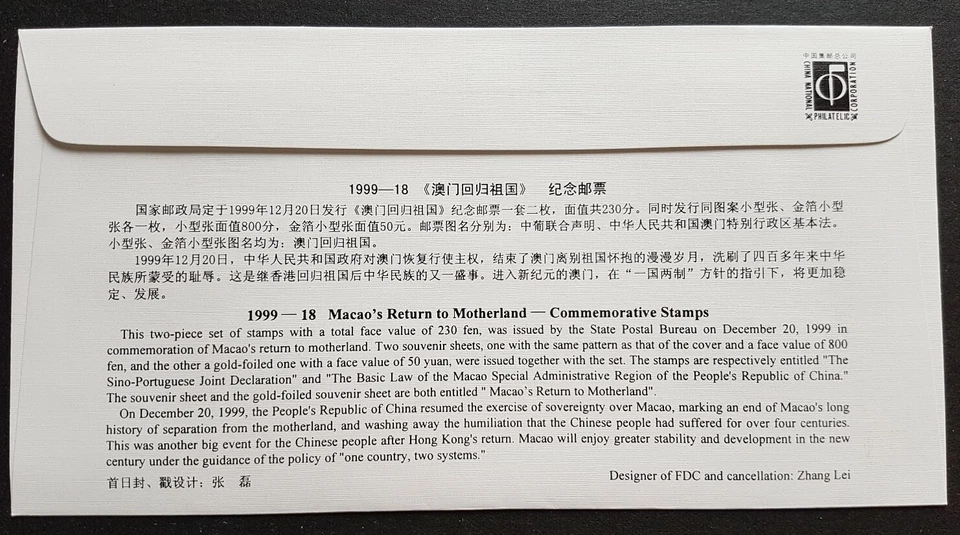 中国集邮总公司
CHINA NATIONAL
PHILATELIC
CORPORATION
1999—18 《澳门回归祖国》 纪念邮票
国家邮政局定于1999年12月20日发行《澳门回归祖国》纪念邮票一套二枚，面值共230分。同时发行同图案小型张、金箔小型
张各一枚，小型张面值800分，金箔小型张面值50元。邮票图名分别为：中葡联合声明、中华人民共和国澳门特别行政区基本法。
小型张、金箔小型张图名均为：澳门回归祖国。
1999年12月20日，中华人民共和国政府对澳门恢复行使主权，结束了澳门离别祖国怀抱的漫漫岁月，洗刷了四百多年来中华
民族所蒙受的耻辱。这是继香港回归祖国后中华民族的又一盛事。进入新纪元的澳门，在“一国两制”方针的指引下，将更加稳
定、发展。
1999 — 18 Macao's Return to Motherland — Commemorative Stamps
This two-piece set of stamps with a total face value of 230 fen, was issued by the State Postal Bureau on December 20, 1999 in
commemoration of Macao's return to motherland. Two souvenir sheets, one with the same pattern as that of the cover and a face value of 800
fen, and the other a gold-foiled one with a face value of 50 yuan, were issued together with the set. The stamps are respectively entitled "The
Sino-Portuguese Joint Declaration" and "The Basic Law of the Macao Special Administrative Region of the People's Republic of China."
The souvenir sheet and the gold-foiled souvenir sheet are both entitled " Macao's Return to Motherland".
On December 20, 1999, the People's Republic of China resumed the exercise of sovereignty over Macao, marking an end of Macao's long
history of separation from the motherland, and washing away the humiliation that the Chinese people had suffered for over four centuries.
This was another big event for the Chinese people after Hong Kong's return. Macao will enjoy greater stability and development in the new
century under the guidance of the policy of "one country, two systems."
首日封、戳设计：张 磊
Designer of FDC and cancellation: Zhang Lei